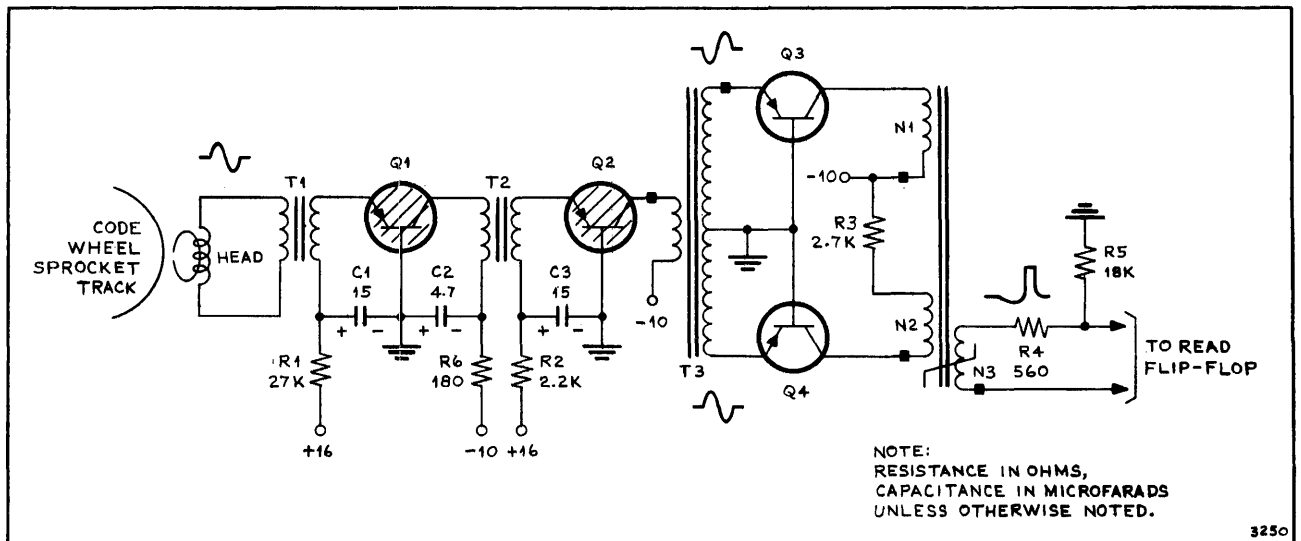 CODE
WHEEL
SPROCKET
TRACK
HEAD
T1
Q1
T2
Q2
Q3
C1
15
+ -
C2
4.7
+ -
C3
15
+ -
R1
27K
+16
R6
180
-10
R2
2.2K
+16
-10
T3
Q4
N1
-10
R3
2.7K
N2
N3
R4
560
R5
18K
TO READ
FLIP-FLOP
NOTE:
RESISTANCE IN OHMS,
CAPACITANCE IN MICROFARADS
UNLESS OTHERWISE NOTED.
3250